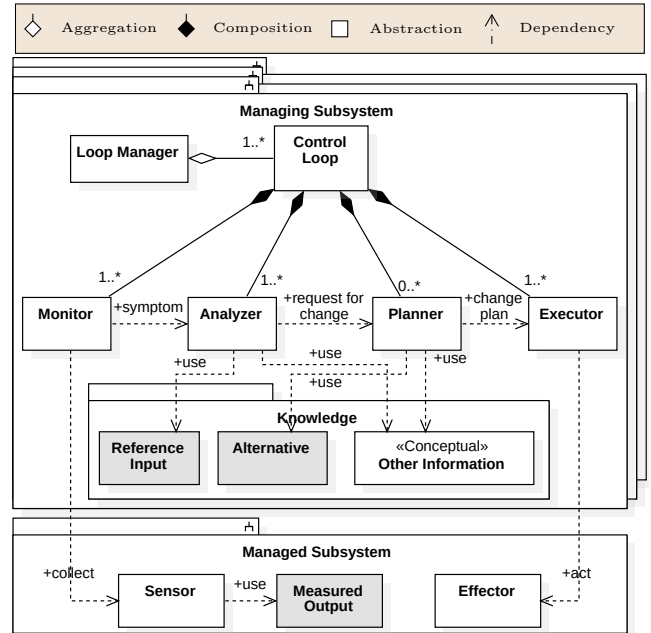 Aggregation Composition Abstraction Dependency
Managing Subsystem
Loop Manager
1..*
Control
Loop
1..*
1..*
0..*
1..*
Monitor
+symptom
Analyzer
+request for
change
Planner
+change
plan
Executor
+use
+use
+use
+use
Knowledge
Reference
Input
Alternative
«Conceptual»
Other Information
Managed Subsystem
+collect
Sensor
+use
Measured
Output
Effector
+act